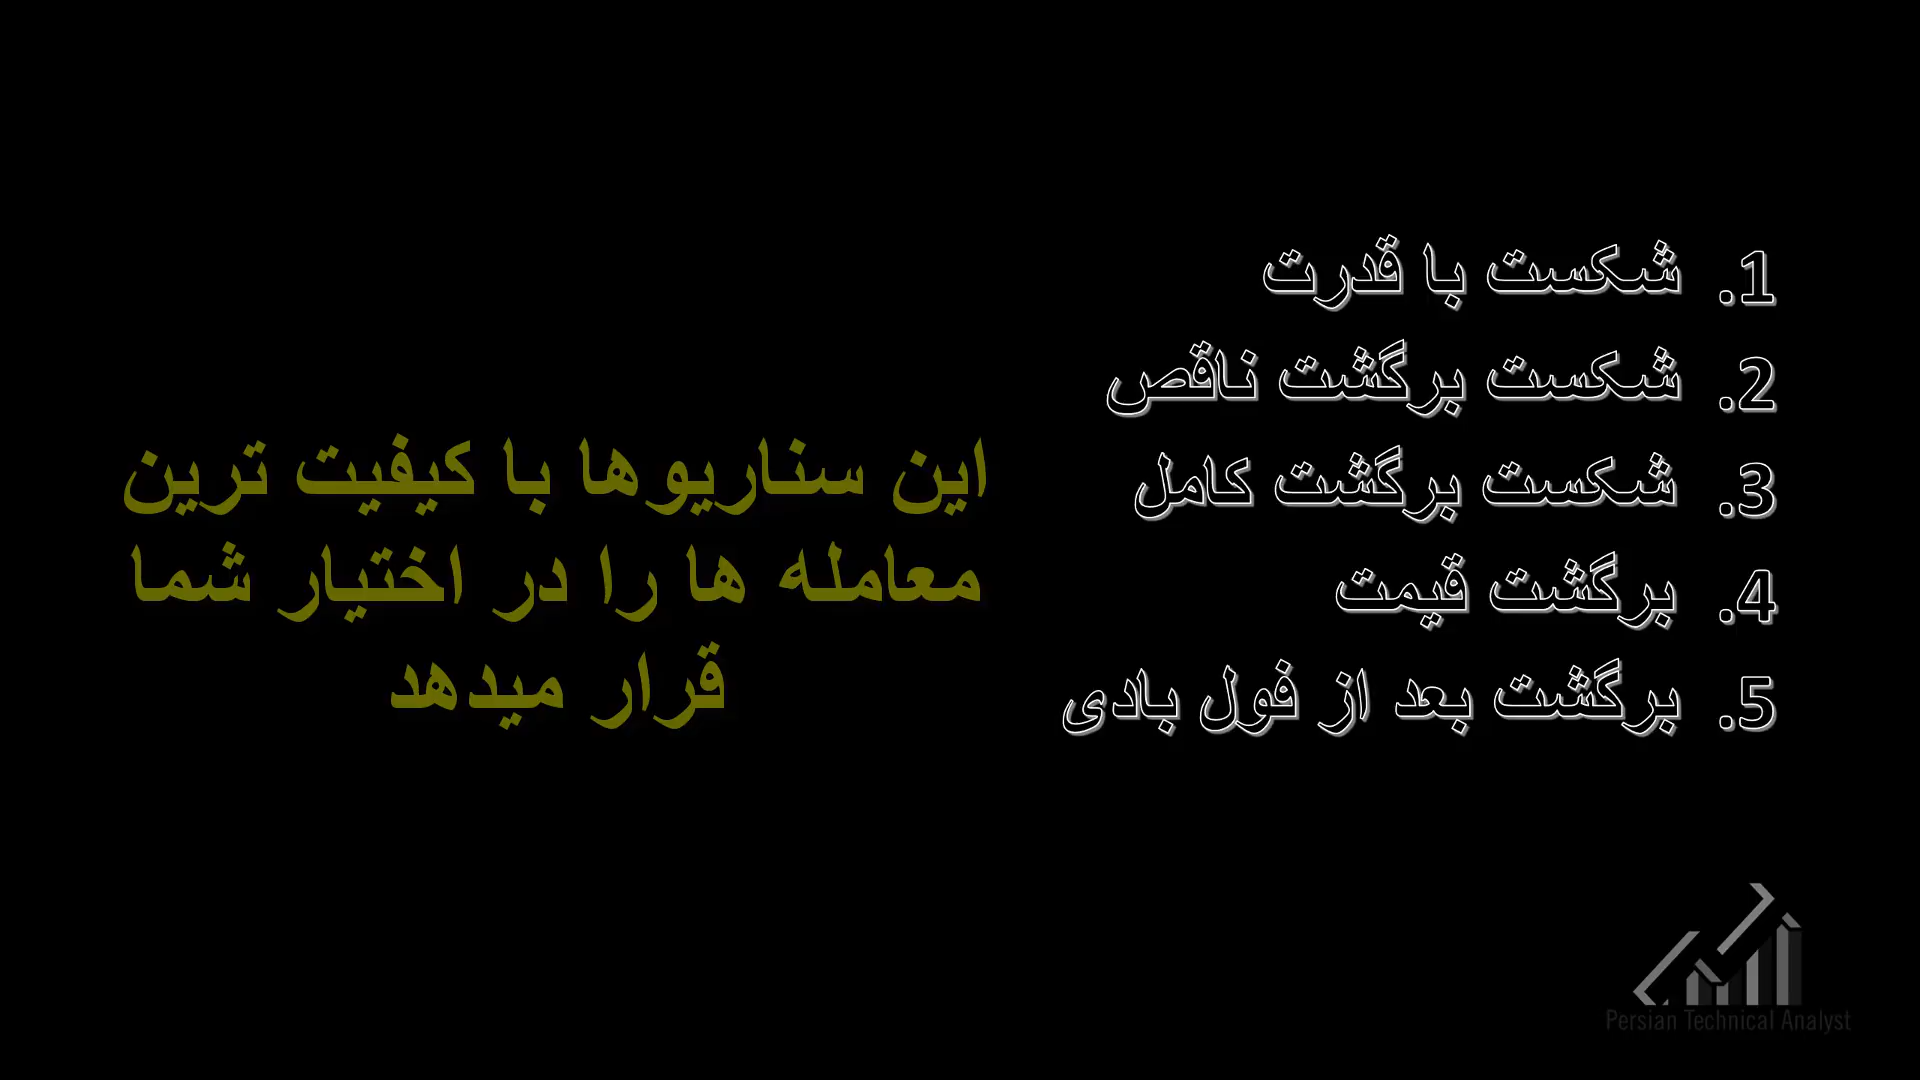 1. شکست با قدرت
2. شکست برگشت ناقص
3. شکست برگشت کامل
4. برگشت قیمت
5. برگشت بعد از فول بادی
این سناریوها با کیفیت ترین
معامله ها را در اختیار شما
قرار میدهد
Persian Technical Analyst